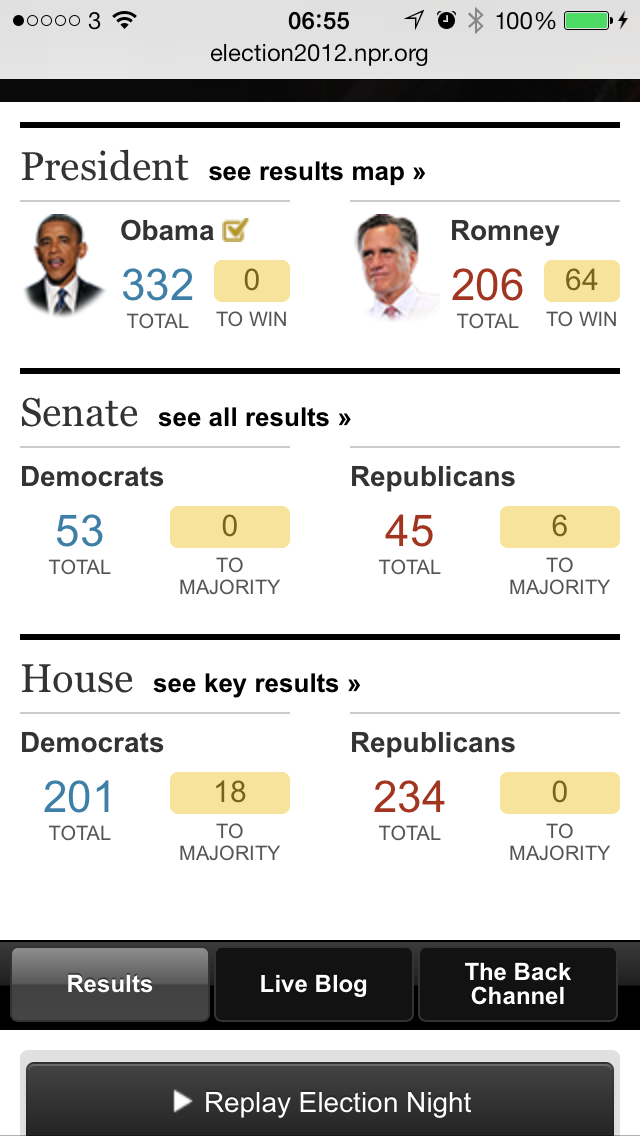 3 06:55 100%
election2012.npr.org
President see results map »
Obama Romney
332 0 206 64
TOTAL TO WIN TOTAL TO WIN
Senate see all results »
Democrats Republicans
53 0 45 6
TOTAL TO TOTAL TO
MAJORITY MAJORITY
House see key results »
Democrats Republicans
201 18 234 0
TOTAL TO TOTAL TO
MAJORITY MAJORITY
Results Live Blog The Back
Channel
Replay Election Night